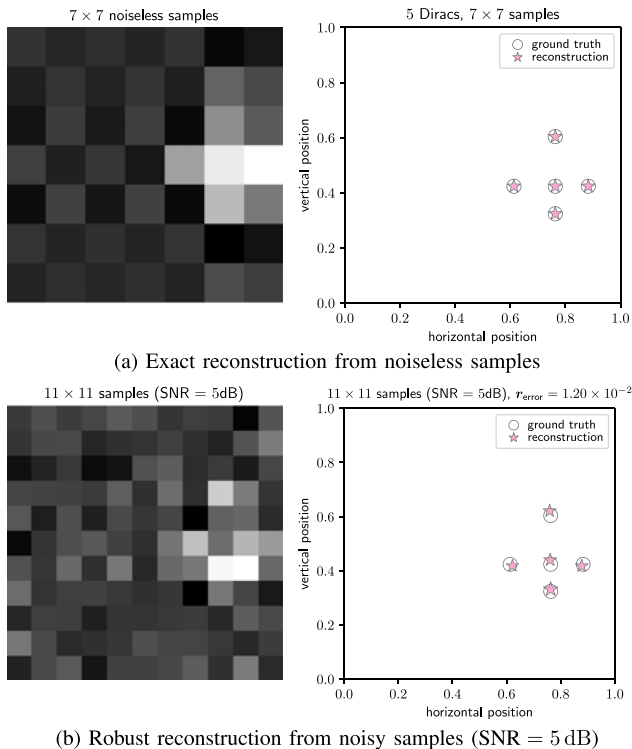 7 × 7 noiseless samples
5 Diracs, 7 × 7 samples
1.0
0.8
0.6
0.4
0.2
0.0
vertical position
ground truth
reconstruction
0.0 0.2 0.4 0.6 0.8 1.0
horizontal position
(a) Exact reconstruction from noiseless samples
11 × 11 samples (SNR = 5dB)
11 × 11 samples (SNR = 5dB), r_error = 1.20 × 10⁻²
1.0
0.8
0.6
0.4
0.2
0.0
vertical position
ground truth
reconstruction
0.0 0.2 0.4 0.6 0.8 1.0
horizontal position
(b) Robust reconstruction from noisy samples (SNR = 5 dB)